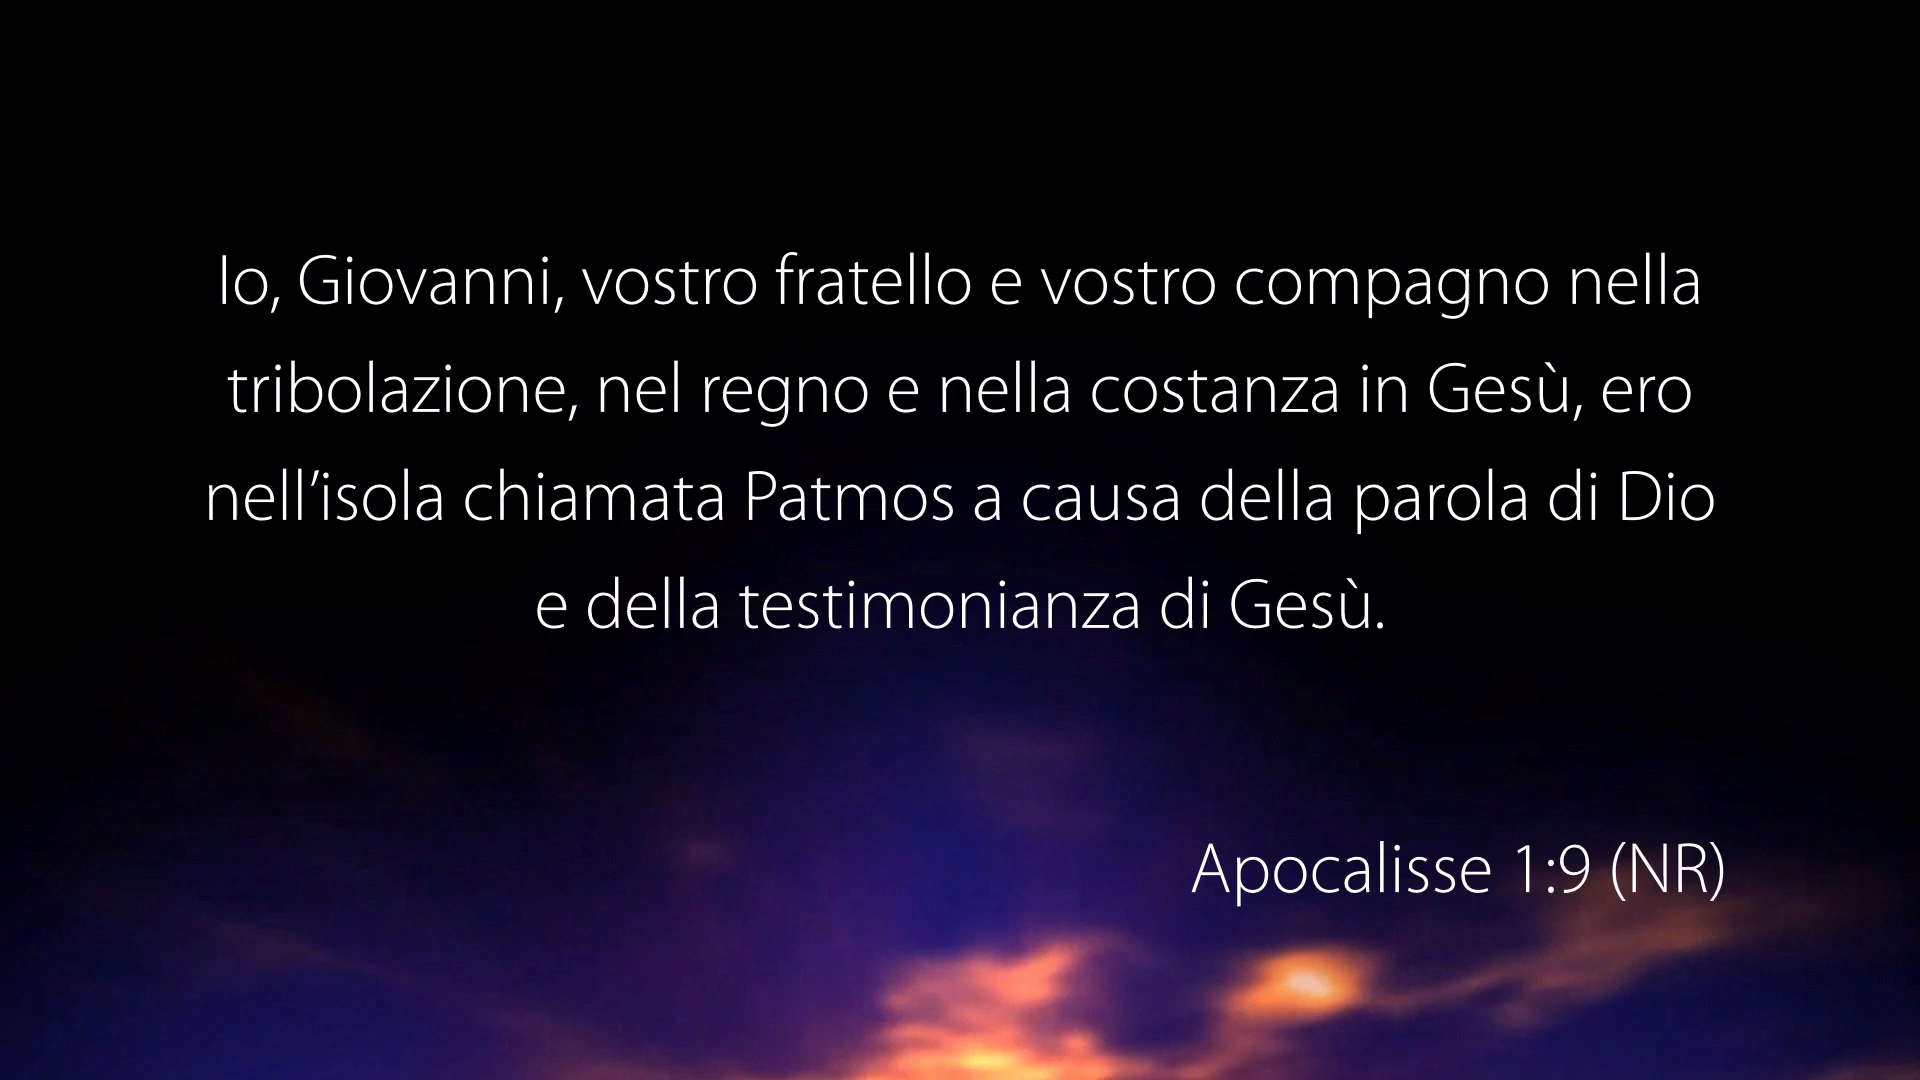 Io, Giovanni, vostro fratello e vostro compagno nella
tribolazione, nel regno e nella costanza in Gesù, ero
nell’isola chiamata Patmos a causa della parola di Dio
e della testimonianza di Gesù.
Apocalisse 1:9 (NR)